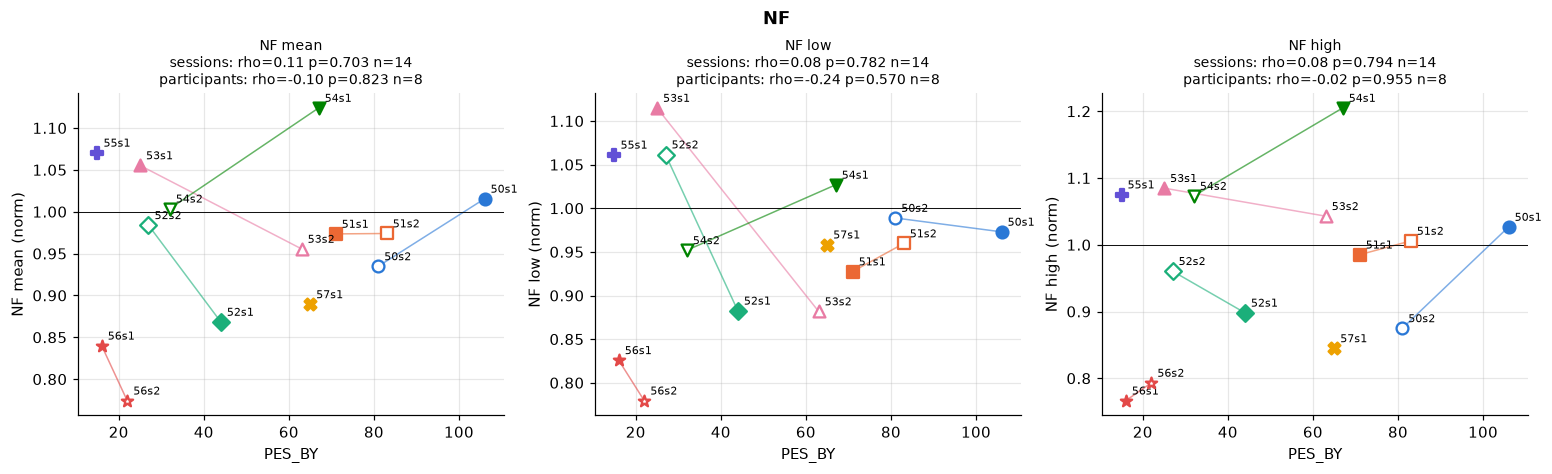 NF
NF mean
sessions: rho=0.11 p=0.703 n=14
participants: rho=-0.10 p=0.823 n=8
NF mean (norm)
1.10
1.05
1.00
0.95
0.90
0.85
0.80
54s1
55s1
53s1
54s2
52s2
50s1
51s1
51s2
53s2
50s2
57s1
52s1
56s1
56s2
20
40
60
80
100
PES_BY
NF low
sessions: rho=0.08 p=0.782 n=14
participants: rho=-0.24 p=0.570 n=8
NF low (norm)
1.10
1.05
1.00
0.95
0.90
0.85
0.80
53s1
55s1
52s2
54s1
50s2
50s1
54s2
57s1
51s2
51s1
52s1
53s2
56s1
56s2
20
40
60
80
100
PES_BY
NF high
sessions: rho=0.08 p=0.794 n=14
participants: rho=-0.02 p=0.955 n=8
NF high (norm)
1.2
1.1
1.0
0.9
0.8
54s1
55s1
53s1
54s2
53s2
50s1
51s1
51s2
52s2
52s1
50s2
57s1
56s2
56s1
20
40
60
80
100
PES_BY